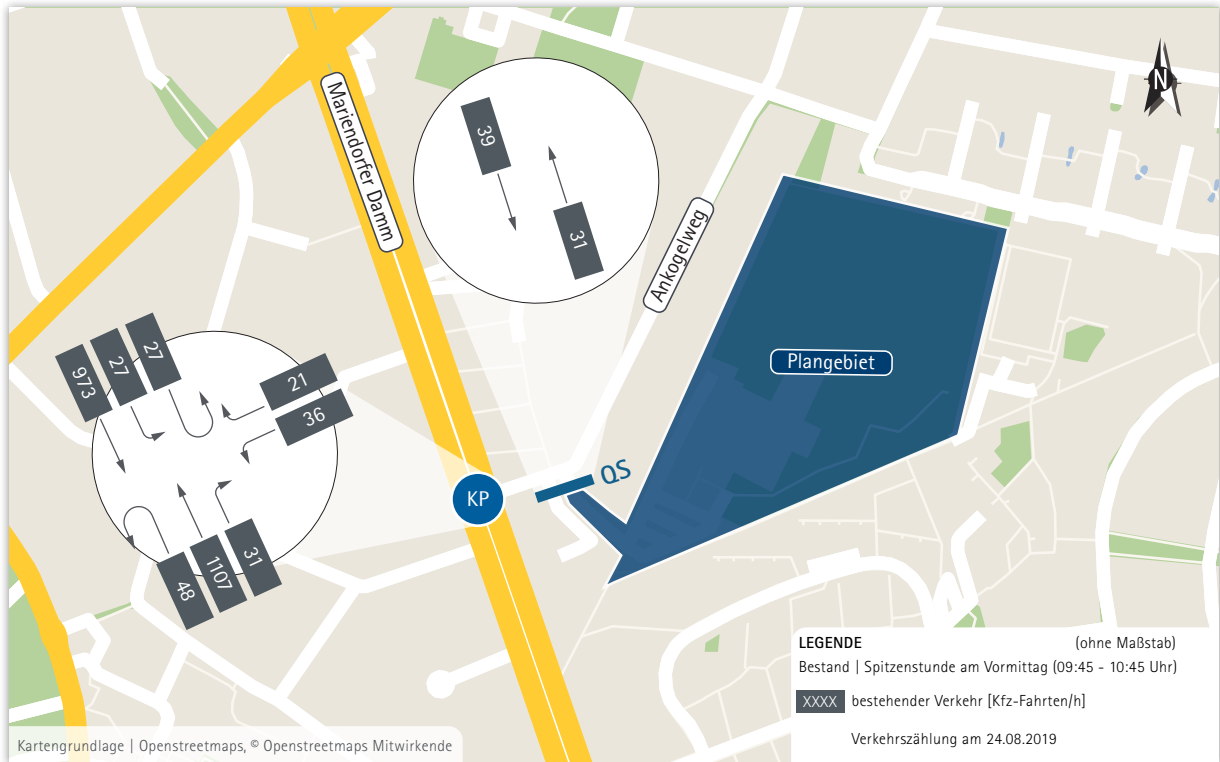 Mariendorfer Damm
N
39
31
Ankogelweg
Plangebiet
973
27
27
21
36
QS
KP
48
1107
31
LEGENDE (ohne Maßstab)
Bestand | Spitzenstunde am Vormittag (09:45 - 10:45 Uhr)
XXXX bestehender Verkehr [Kfz-Fahrten/h]
Verkehrszählung am 24.08.2019
Kartengrundlage | Openstreetmaps, © Openstreetmaps Mitwirkende